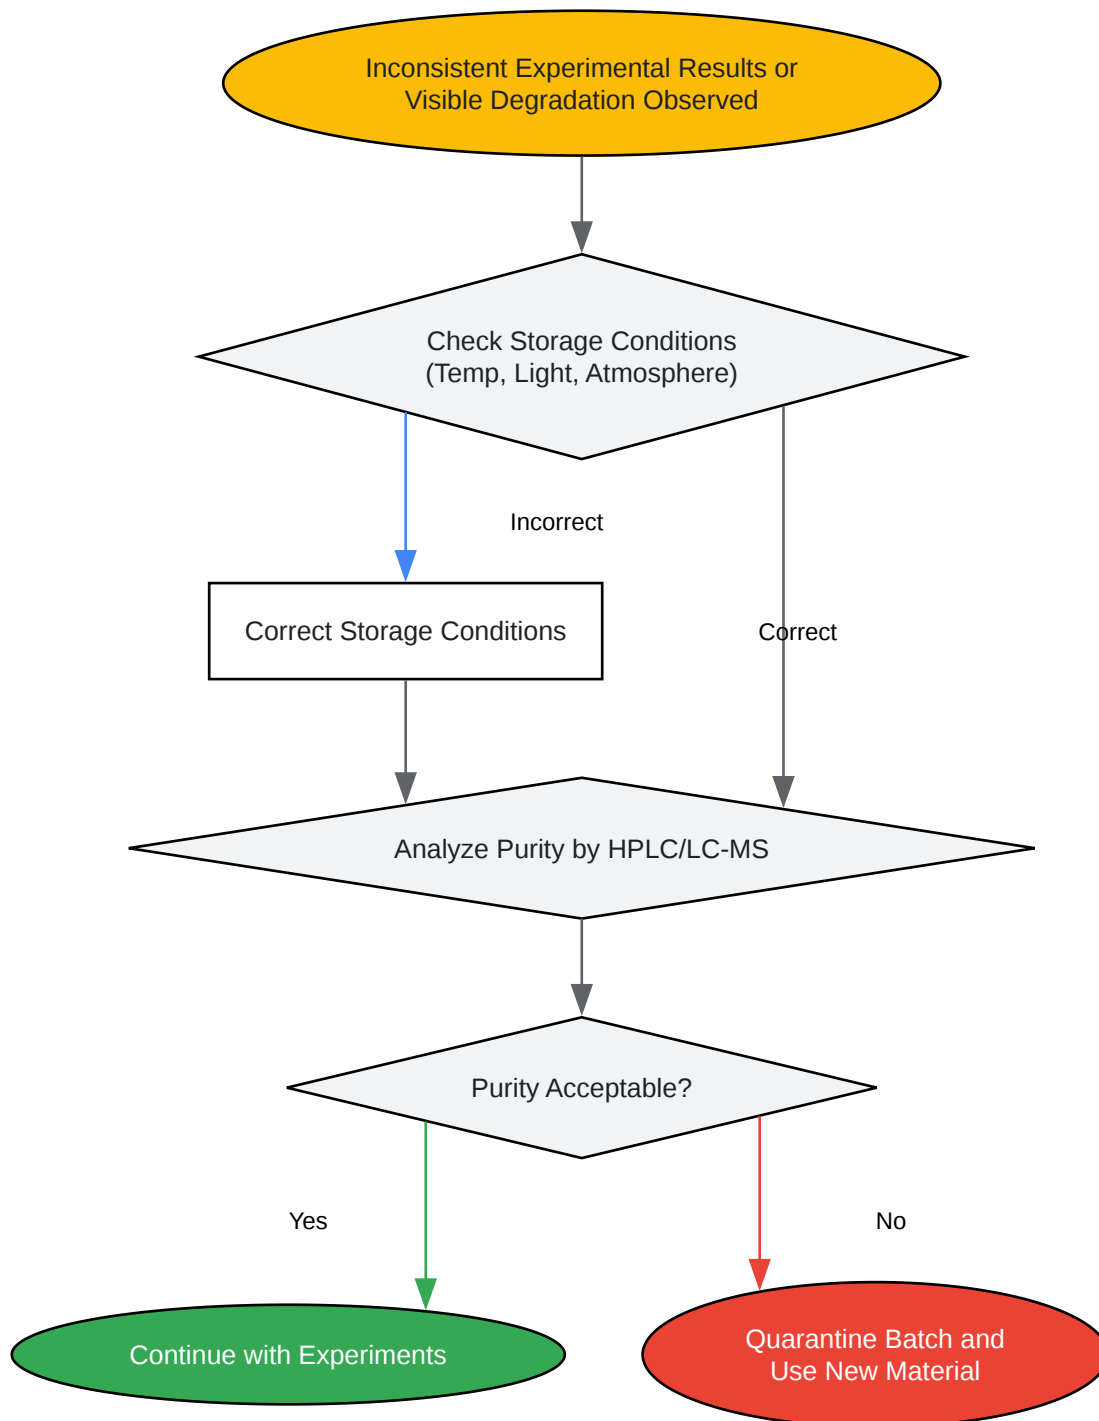 Inconsistent Experimental Results or
Visible Degradation Observed
Check Storage Conditions
(Temp, Light, Atmosphere)
Incorrect
Correct Storage Conditions
Correct
Analyze Purity by HPLC/LC-MS
Purity Acceptable?
Yes
No
Continue with Experiments
Quarantine Batch and
Use New Material